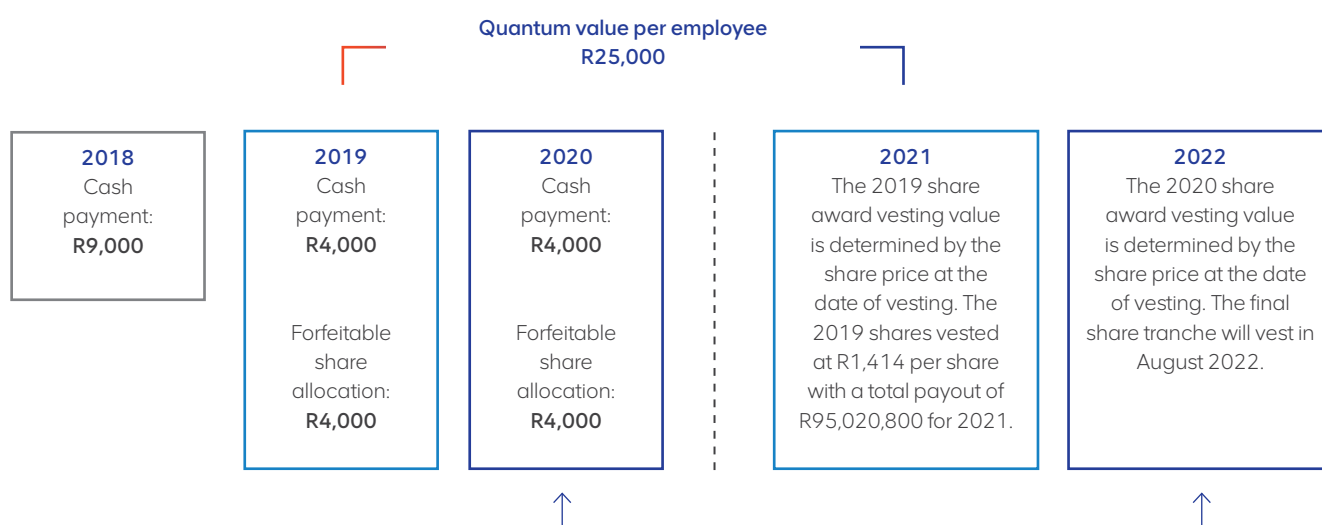 Quantum value per employee
R25,000
2018
Cash
payment:
R9,000
2019
Cash
payment:
R4,000
Forfeitable
share
allocation:
R4,000
2020
Cash
payment:
R4,000
Forfeitable
share
allocation:
R4,000
2021
The 2019 share
award vesting value
is determined by the
share price at the
date of vesting. The
2019 shares vested
at R1,414 per share
with a total payout of
R95,020,800 for 2021.
2022
The 2020 share
award vesting value
is determined by the
share price at the date
of vesting. The final
share tranche will vest in
August 2022.